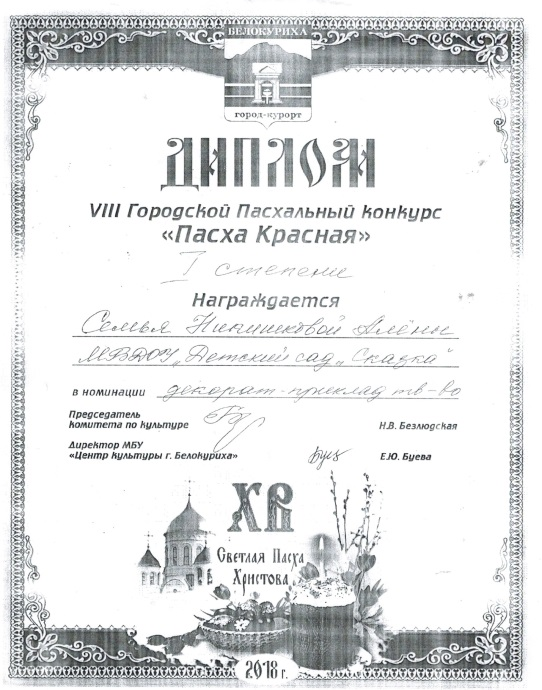 БЕЛОКУРИХА
город-курорт
ДИПЛОМ
VIII Городской Пасхальный конкурс
«Пасха Красная»
I степени
Награждается
Семья Алёны
МБДОУ „Детский сад „Сказка"
в номинации декорат-приклад тв-во
Председатель
комитета по культуре Н.В. Безлюдская
Директор МБУ
«Центр культуры г. Белокуриха» Е.Ю. Буева
ХВ
Светлая Пасха
Христова
2018 г.